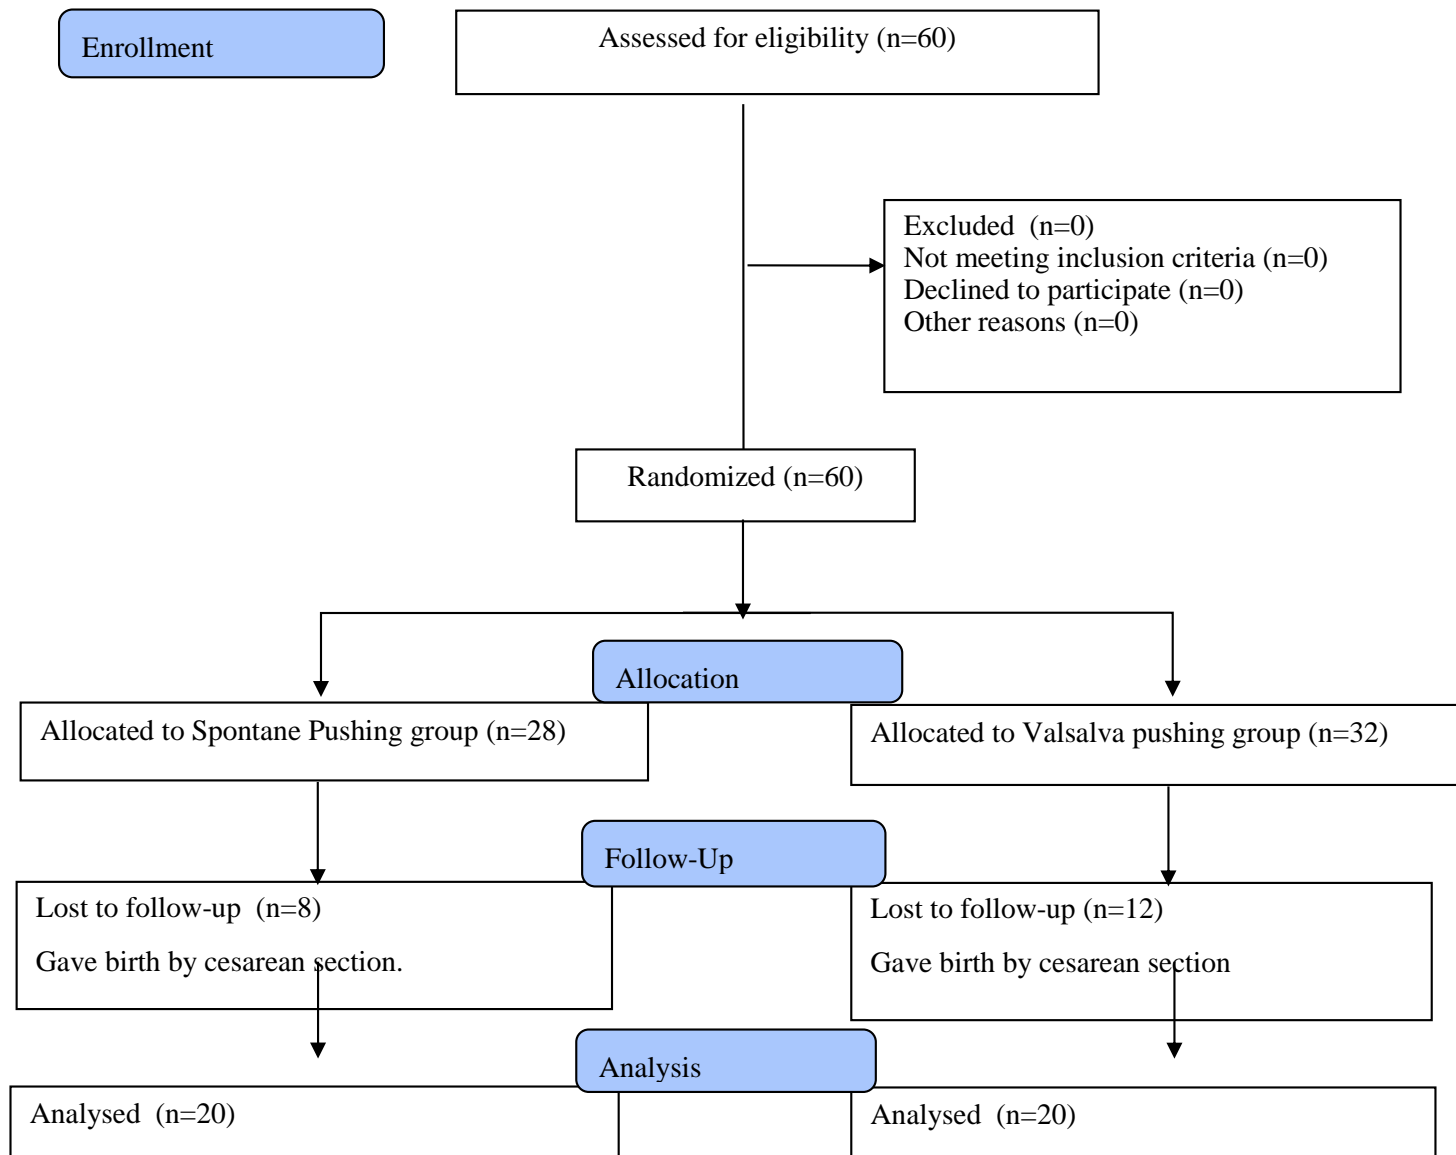 Enrollment
Assessed for eligibility (n=60)
Excluded  (n=0)
Not meeting inclusion criteria (n=0)
Declined to participate (n=0)
Other reasons (n=0)
Randomized (n=60)
Allocation
Allocated to Spontane Pushing group (n=28)
Allocated to Valsalva pushing group (n=32)
Follow-Up
Lost to follow-up  (n=8)
Gave birth by cesarean section.
Lost to follow-up (n=12)
Gave birth by cesarean section
Analysis
Analysed  (n=20)
Analysed  (n=20)